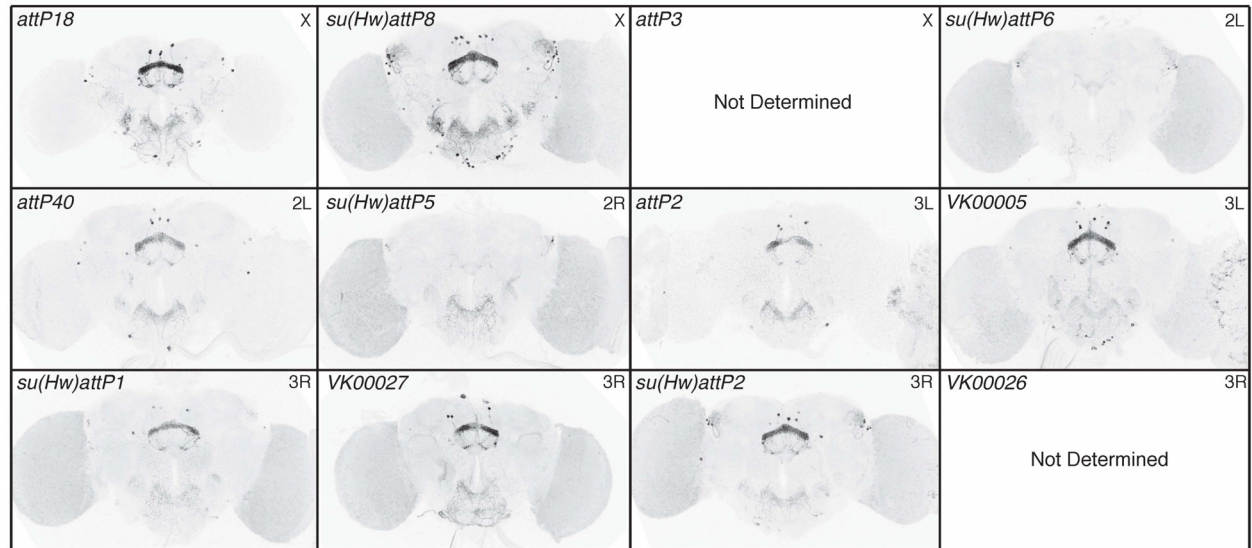 attP18 X
su(Hw)attP8 X
attP3 X
Not Determined
su(Hw)attP6 2L
attP40 2L
su(Hw)attP5 2R
attP2 3L
VK00005 3L
su(Hw)attP1 3R
VK00027 3R
su(Hw)attP2 3R
VK00026 3R
Not Determined